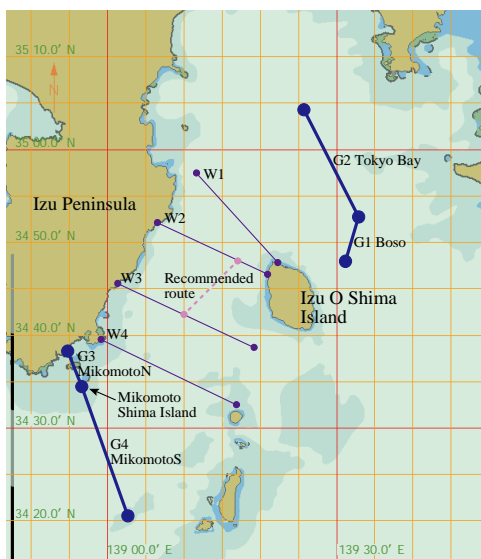 35 10.0' N
N
35 00.0' N
34 50.0' N
34 40.0' N
34 30.0' N
34 20.0' N
139 00.0' E
139 30.0' E
G2 Tokyo Bay
G1 Boso
W1
Izu Peninsula
W2
W3
Recommended
route
Izu O Shima
Island
W4
G3
MikomotoN
Mikomoto
Shima Island
G4
MikomotoS